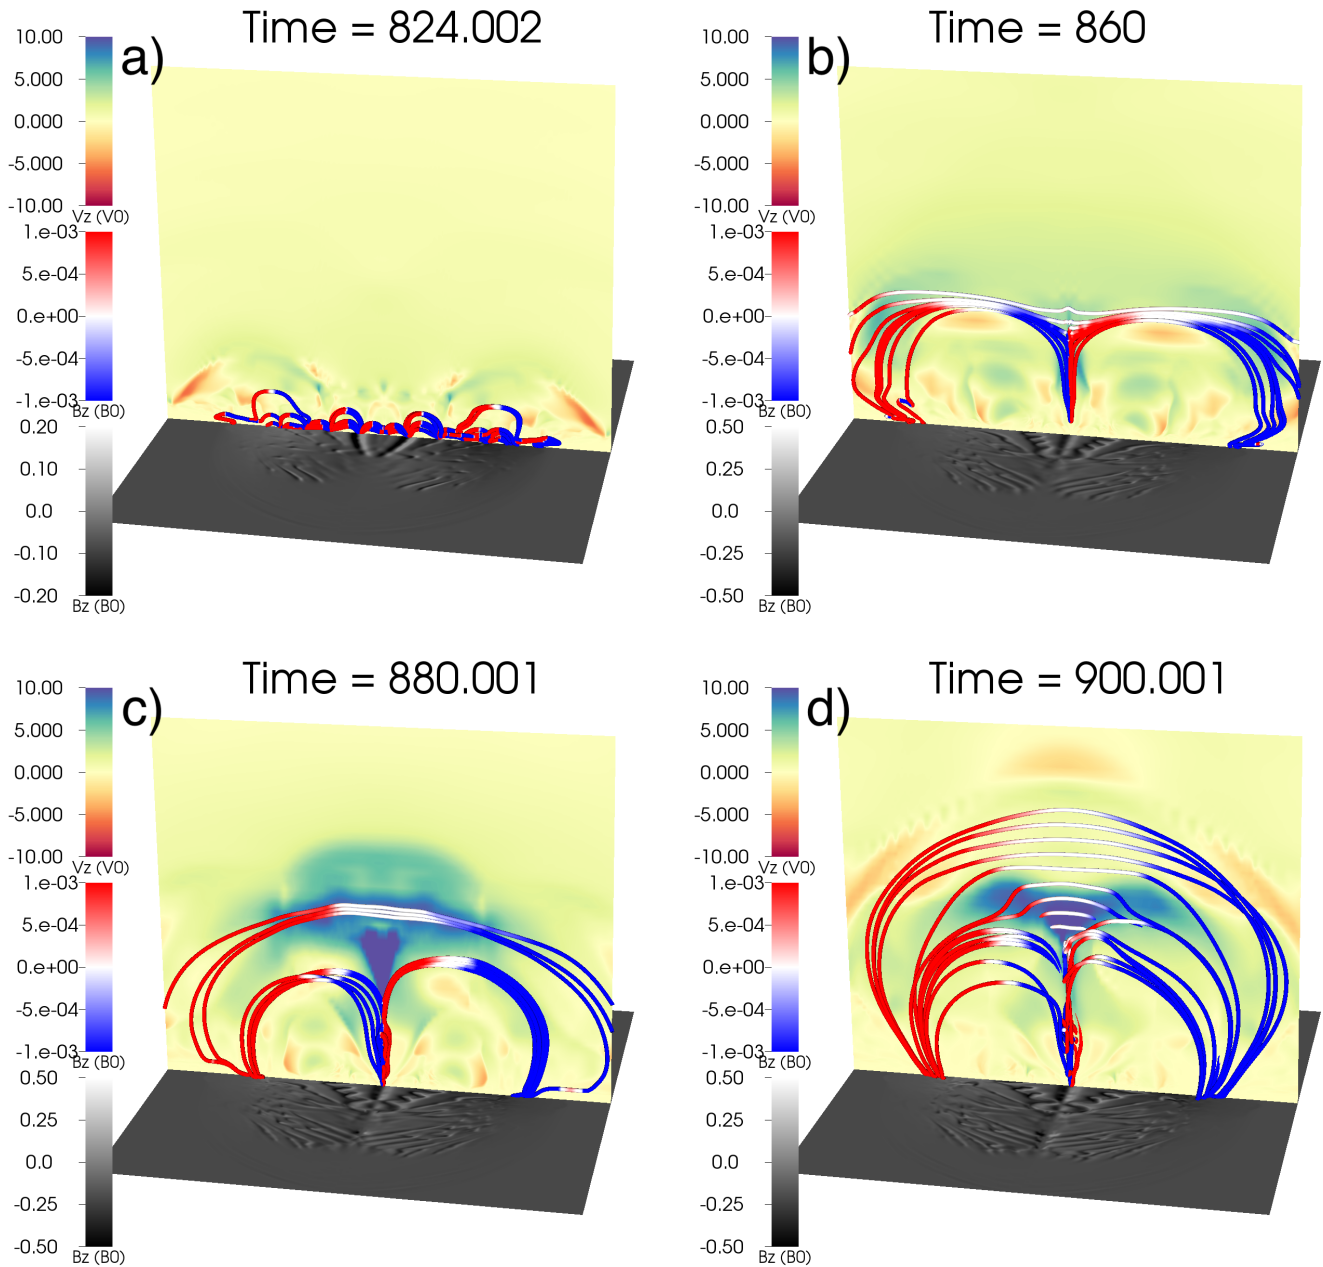 a)
Time = 824.002
10.00
5.000
0.000
-5.000
-10.00
Vz (V0)
1.e-03
5.e-04
0.e+00
-5.e-04
-1.e-03
Bz (B0)
0.20
0.10
0.0
-0.10
-0.20
Bz (B0)
b)
Time = 860
10.00
5.000
0.000
-5.000
-10.00
Vz (V0)
1.e-03
5.e-04
0.e+00
-5.e-04
-1.e-03
Bz (B0)
0.50
0.25
0.0
-0.25
-0.50
Bz (B0)
c)
Time = 880.001
10.00
5.000
0.000
-5.000
-10.00
Vz (V0)
1.e-03
5.e-04
0.e+00
-5.e-04
-1.e-03
Bz (B0)
0.50
0.25
0.0
-0.25
-0.50
Bz (B0)
d)
Time = 900.001
10.00
5.000
0.000
-5.000
-10.00
Vz (V0)
1.e-03
5.e-04
0.e+00
-5.e-04
-1.e-03
Bz (B0)
0.50
0.25
0.0
-0.25
-0.50
Bz (B0)